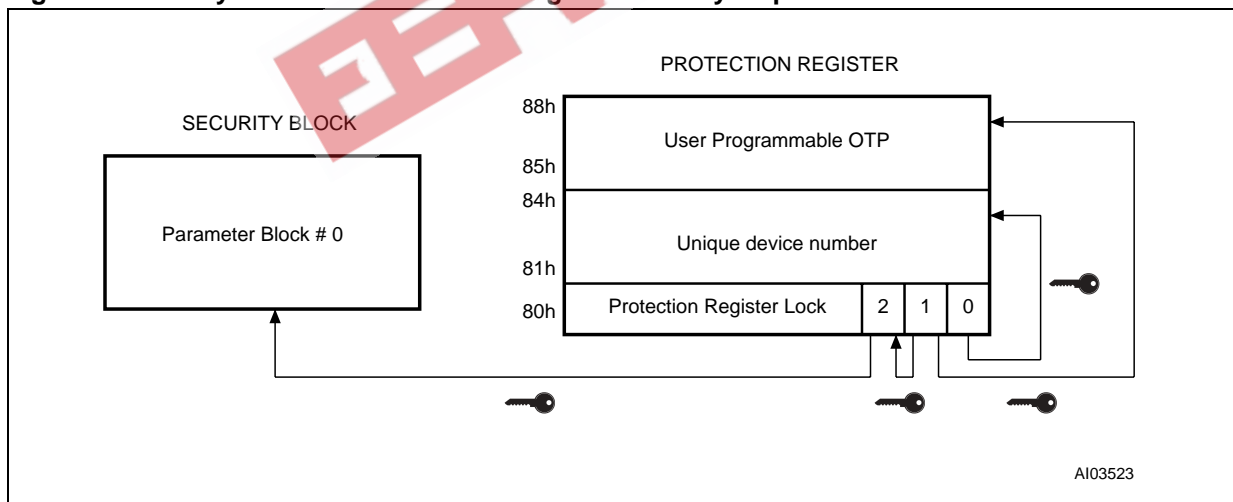 PROTECTION REGISTER
88h
User Programmable OTP
85h
84h
Unique device number
81h
80h
Protection Register Lock 2 1 0
SECURITY BLOCK
Parameter Block # 0
AI03523